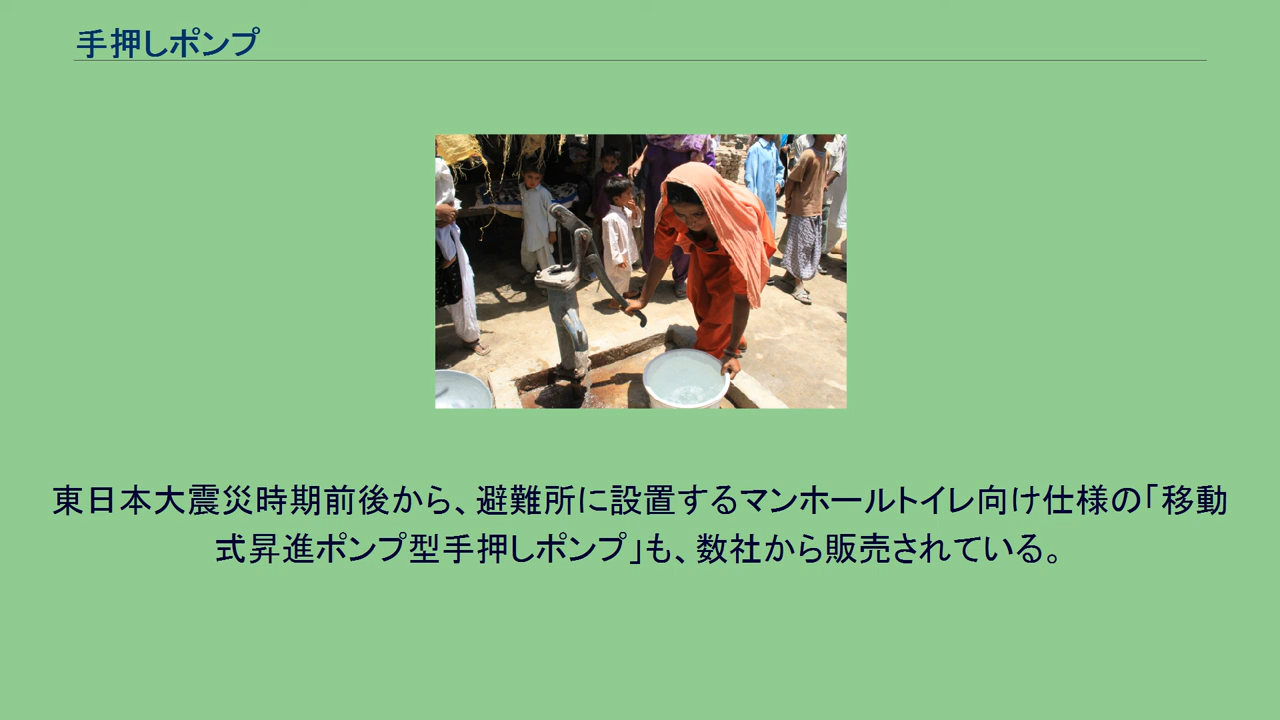 手押しポンプ
東日本大震災時期前後から、避難所に設置するマンホールトイレ向け仕様の「移動
式昇進ポンプ型手押しポンプ」も、数社から販売されている。